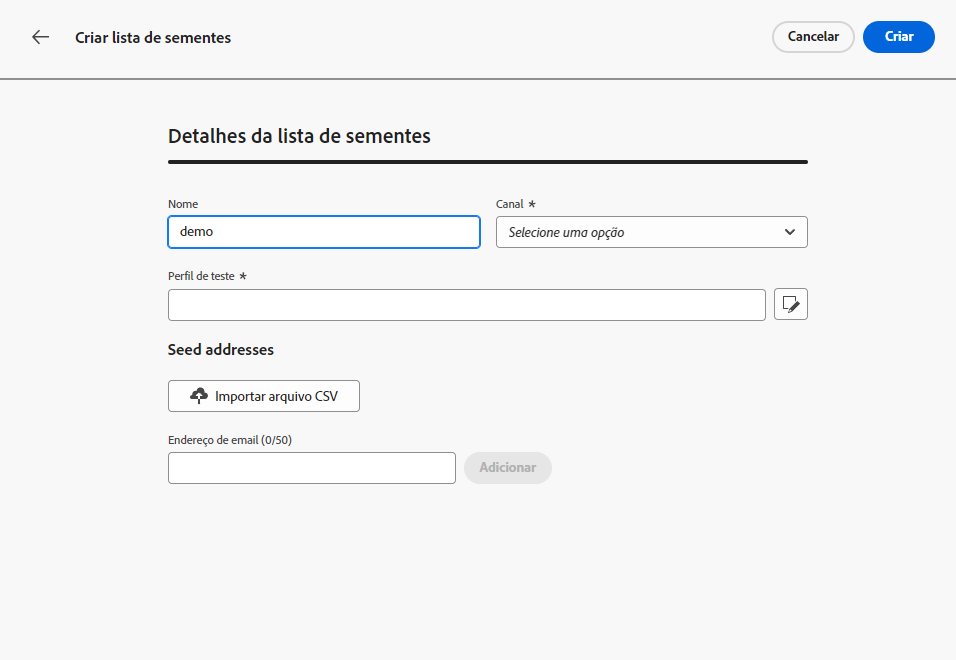 Criar lista de sementes
Cancelar
Criar
Detalhes da lista de sementes
Nome
Canal *
demo
Selecione uma opção
Perfil de teste *
Seed addresses
Importar arquivo CSV
Endereço de email (0/50)
Adicionar